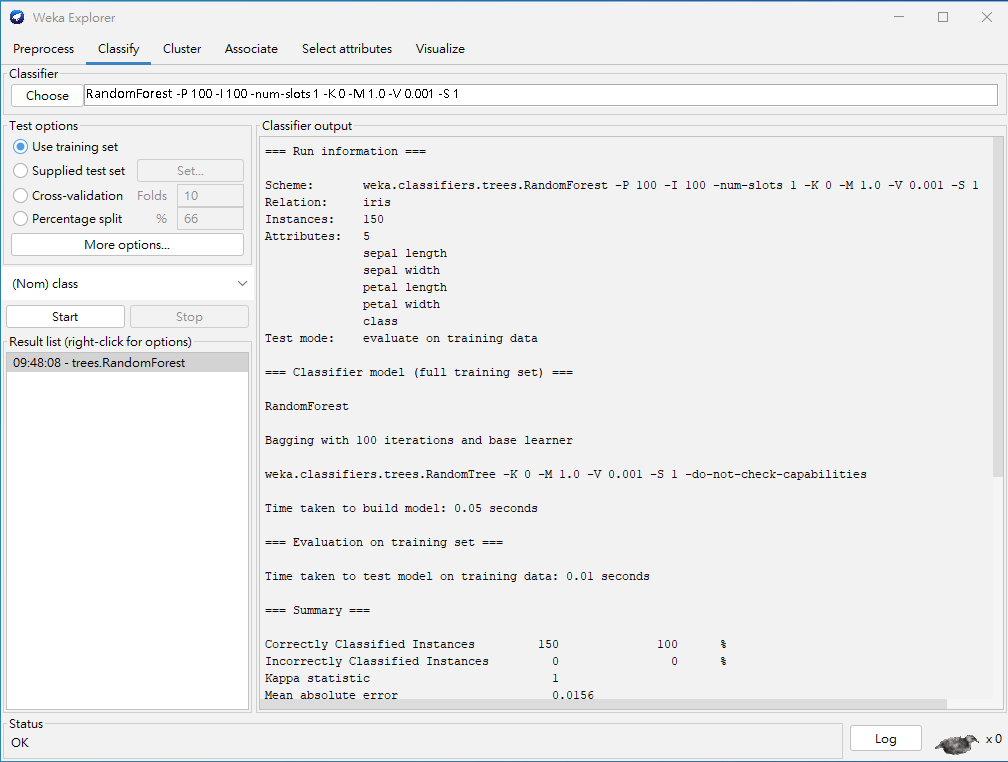 Weka Explorer
Preprocess Classify Cluster Associate Select attributes Visualize
Classifier
Choose RandomForest -P 100 -I 100 -num-slots 1 -K 0 -M 1.0 -V 0.001 -S 1
Test options
Use training set
Supplied test set Set...
Cross-validation Folds 10
Percentage split % 66
More options...
(Nom) class
Start Stop
Result list (right-click for options)
09:48:08 - trees.RandomForest
Classifier output
=== Run information ===
Scheme: weka.classifiers.trees.RandomForest -P 100 -I 100 -num-slots 1 -K 0 -M 1.0 -V 0.001 -S 1
Relation: iris
Instances: 150
Attributes: 5
sepal length
sepal width
petal length
petal width
class
Test mode: evaluate on training data
=== Classifier model (full training set) ===
RandomForest
Bagging with 100 iterations and base learner
weka.classifiers.trees.RandomTree -K 0 -M 1.0 -V 0.001 -S 1 -do-not-check-capabilities
Time taken to build model: 0.05 seconds
=== Evaluation on training set ===
Time taken to test model on training data: 0.01 seconds
=== Summary ===
Correctly Classified Instances 150 100 %
Incorrectly Classified Instances 0 0 %
Kappa statistic 1
Mean absolute error 0.0156
Status
OK
Log x 0